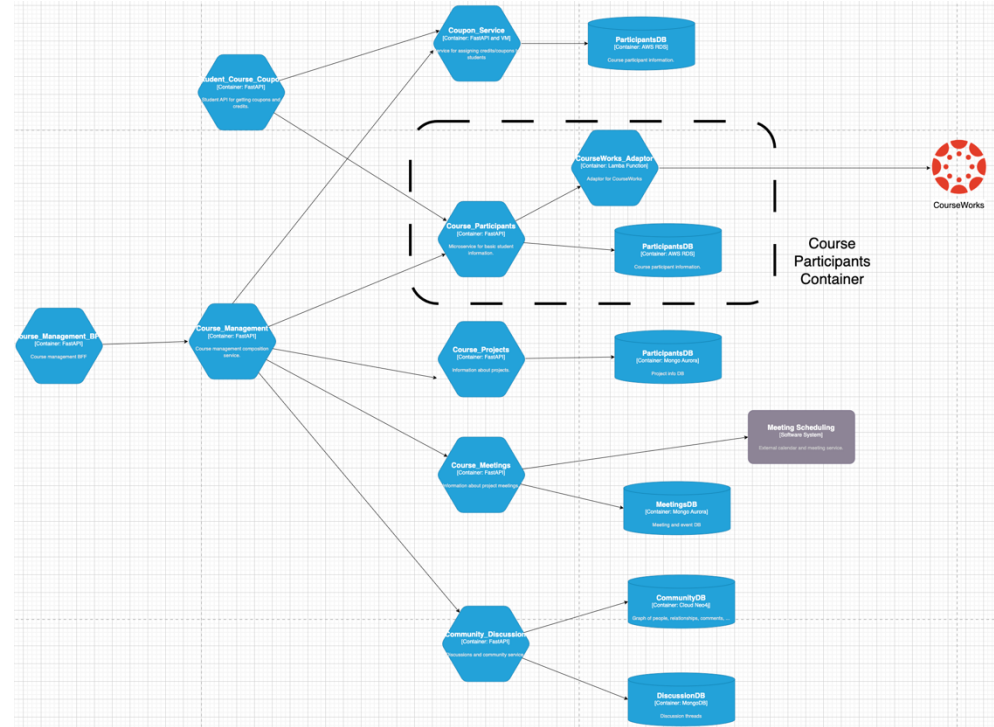 Coupon_Service
[Container: FastAPI and VM]
service for assigning credits/coupons
students
ParticipantsDB
[Container: AWS RDS]
Course participant information.
tudent_Course_Coupo
[Container: FastAPI]
Student API for getting coupons and
credits.
CourseWorks_Adaptor
[Container: Lamba Function]
Adaptor for CourseWorks
CourseWorks
Course_Participants
[Container: FastAPI]
Microservice for basic student
information.
ParticipantsDB
[Container: AWS RDS]
Course participant information.
Course
Participants
Container
ourse_Management_BF
[Container: FastAPI]
Course management BFF
Course_Management
[Container: FastAPI]
Course management composition
service.
Course_Projects
[Container: FastAPI]
Information about projects
ParticipantsDB
[Container: Mongo Aurora]
Project info DB
Meeting Scheduling
[Software System]
External calendar and meeting service.
Course_Meetings
[Container: FastAPI]
Information about project meetings
MeetingsDB
[Container: Mongo Aurora]
Meeting and event DB
CommunityDB
[Container: Cloud Neo4j]
Graph of people, relationships, comments, ...
Community_Discussion
[Container: FastAPI]
Discussions and community service
DiscussionDB
[Container: MongoDB]
Discussion threads